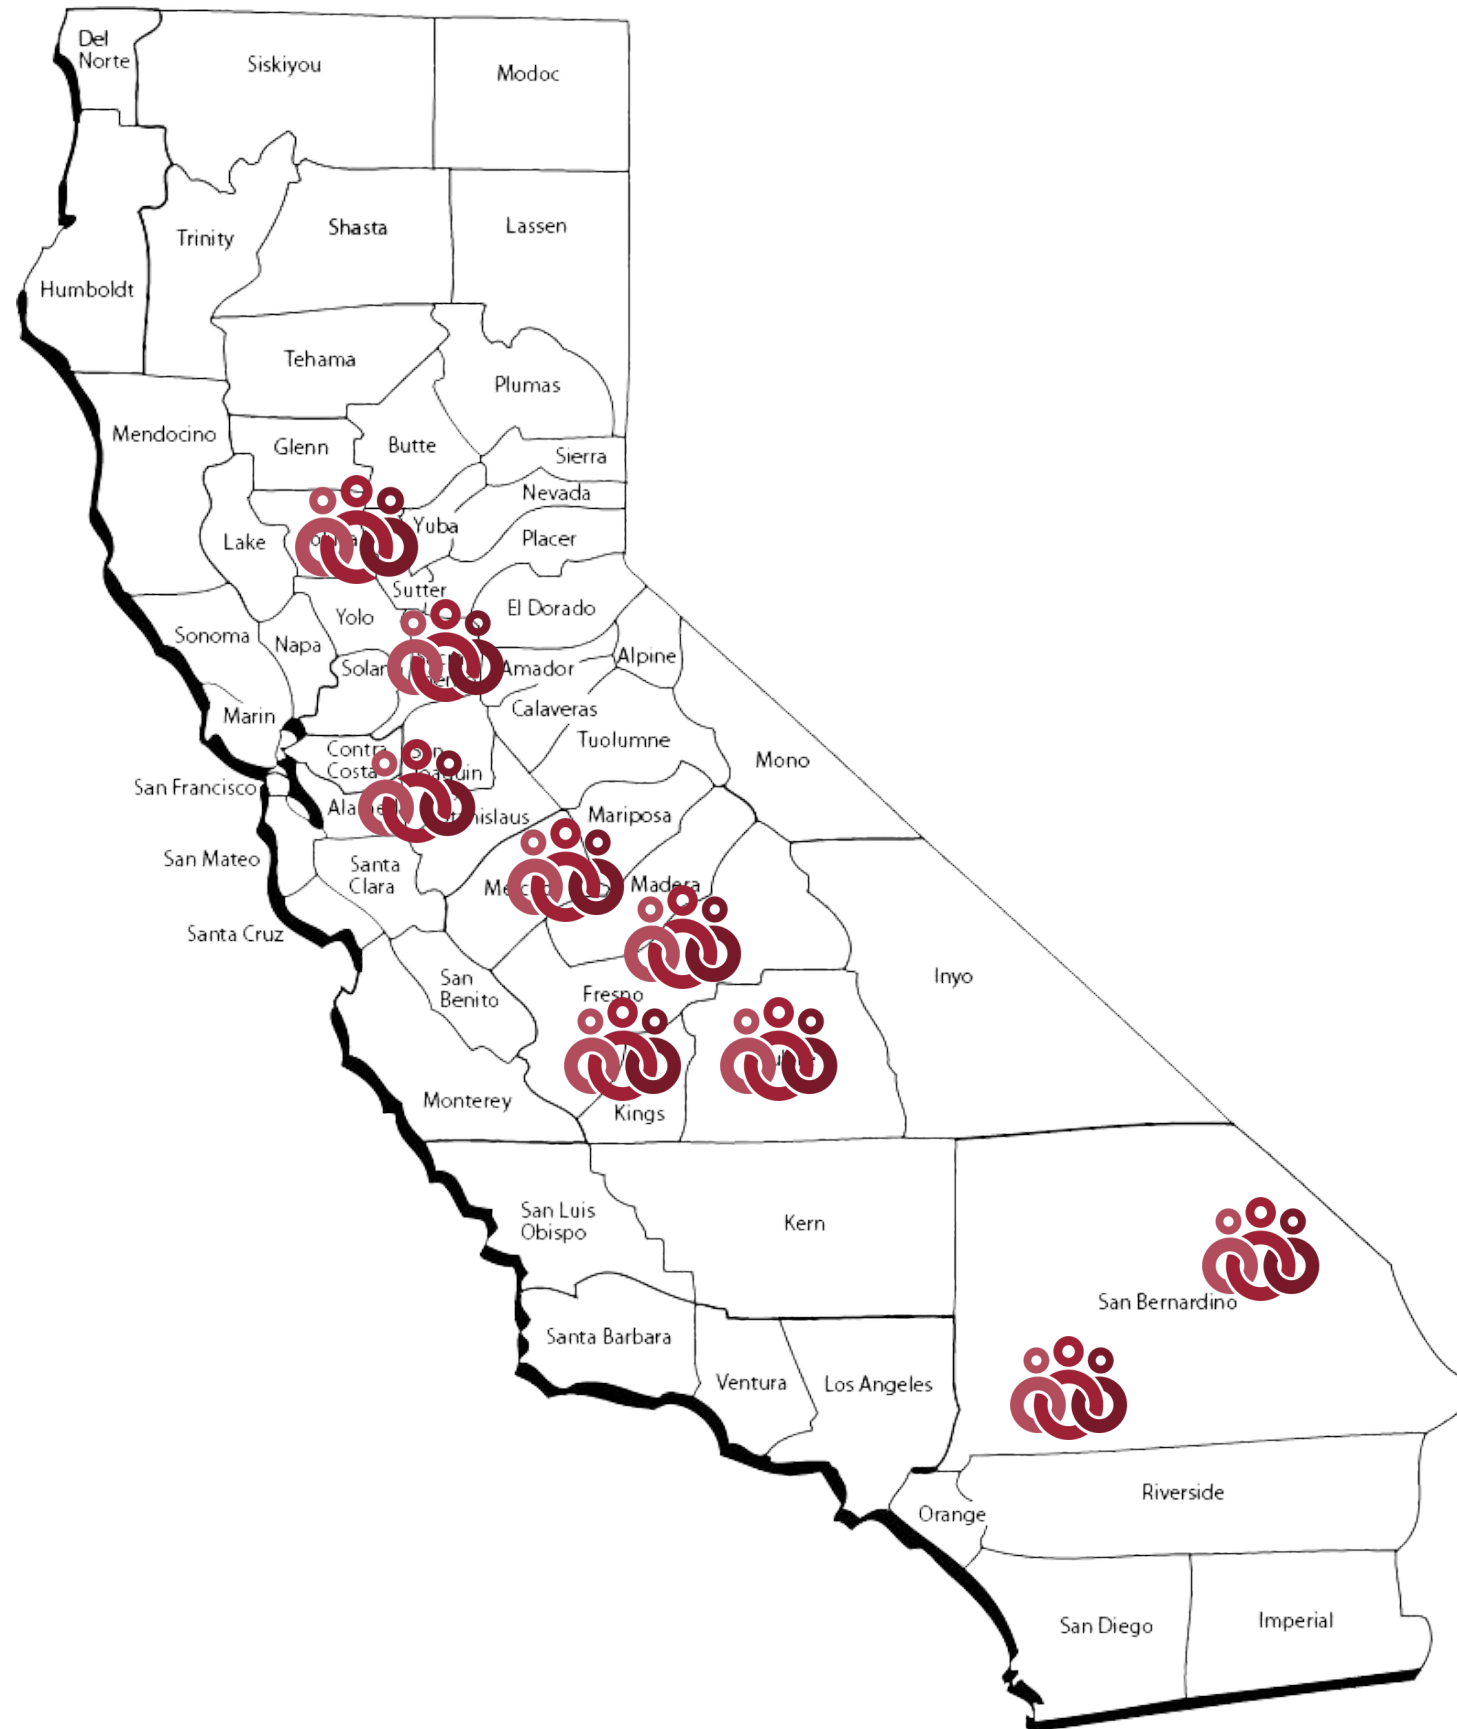 Del
Norte
Siskiyou
Modoc
Humboldt
Trinity
Shasta
Lassen
Tehama
Plumas
Mendocino
Glenn
Butte
Sierra
Nevada
Lake
Yuba
Placer
Sutter
Yolo
El Dorado
Sonoma
Napa
Amador
Alpine
Marin
Calaveras
Tuolumne
Mono
Contra
Costa
San Francisco
Mariposa
San Mateo
Santa
Clara
Madera
Santa Cruz
San
Benito
Fresno
Inyo
Monterey
Kings
San Luis
Obispo
Kern
San Bernardino
Santa Barbara
Ventura
Los Angeles
Orange
Riverside
San Diego
Imperial